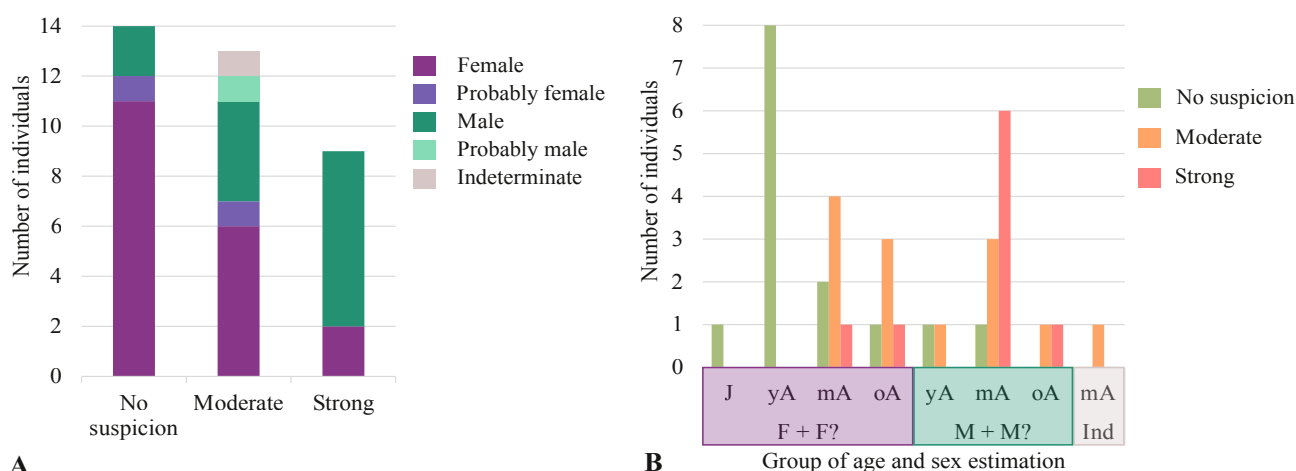 Number of individuals
14
12
10
8
6
4
2
0
No
suspicion
Moderate
Strong
Female
Probably female
Male
Probably male
Indeterminate
A
Number of individuals
8
7
6
5
4
3
2
1
0
J yA mA oA yA mA oA mA
F + F? M + M? Ind
Group of age and sex estimation
No suspicion
Moderate
Strong
B